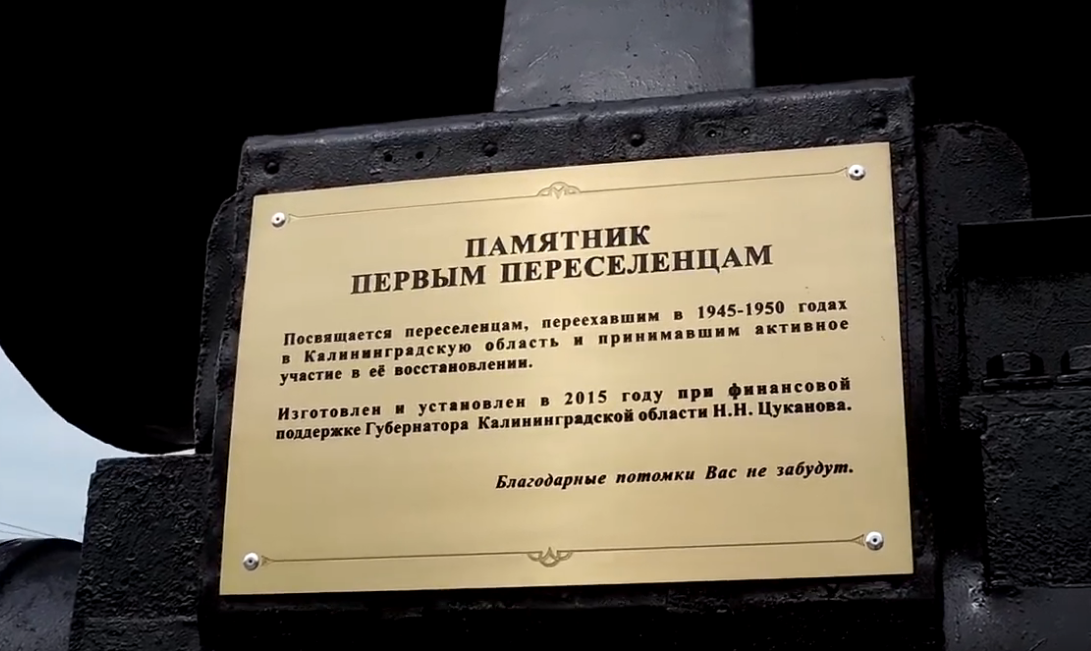 ПАМЯТНИК
ПЕРВЫМ ПЕРЕСЕЛЕНЦАМ
Посвящается переселенцам, переехавшим в 1945-1950 годах
в Калининградскую область и принимавшим активное
участие в её восстановлении.
Изготовлен и установлен в 2015 году при финансовой
поддержке Губернатора Калининградской области Н.Н. Цуканова.
Благодарные потомки Вас не забудут.